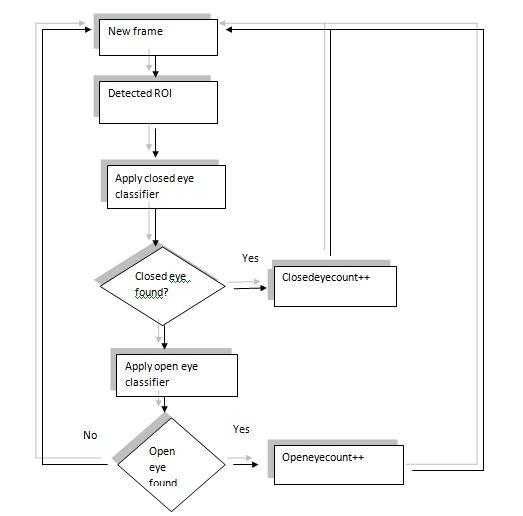 New frame
Detected ROI
Apply closed eye
classifier
Closed eye
found?
Yes
Closedeyecount++
Apply open eye
classifier
No
Open
eye
found
Yes
Openeyecount++